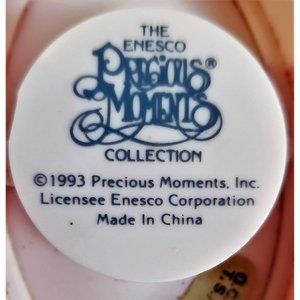 THE
ENESCO
PRECIOUS®
MOMENTS
COLLECTION
©1993 Precious Moments, Inc.
Licensee Enesco Corporation
Made In China